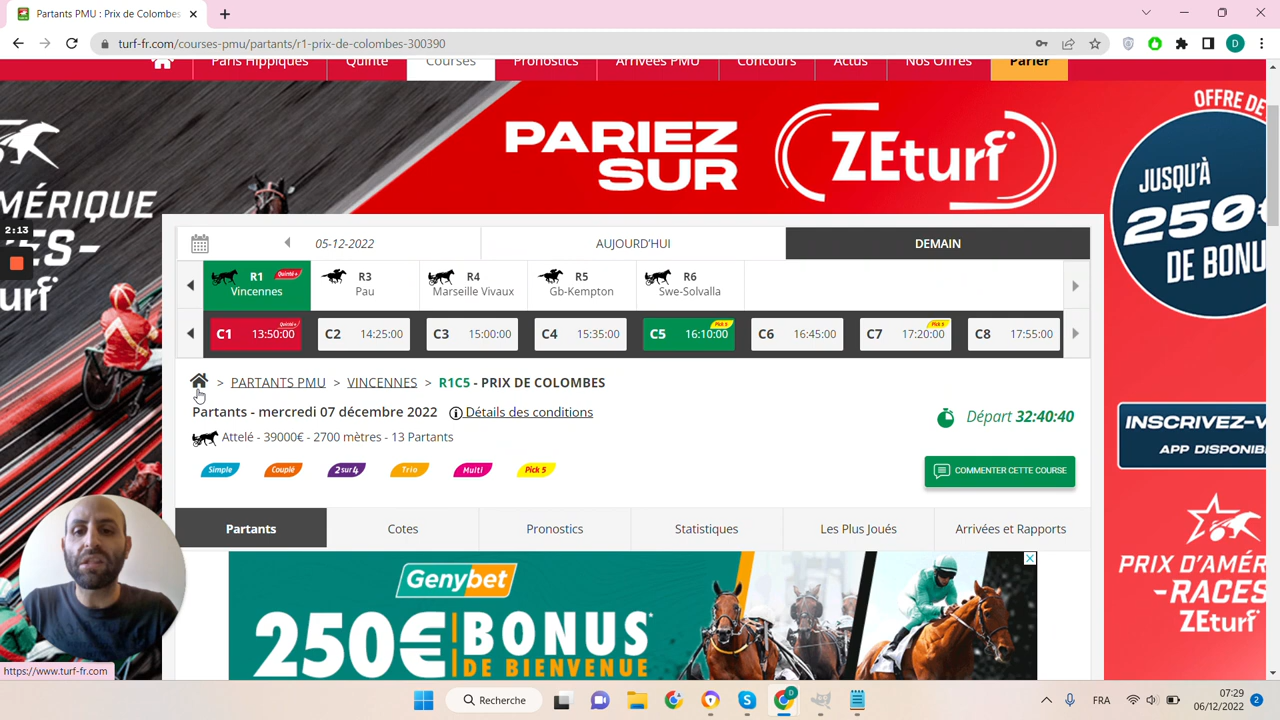 Partants PMU : Prix de Colombes
turf-fr.com/courses-pmu/partants/r1-prix-de-colombes-300390
D
Paris Hippiques
Quinté
Courses
Pronostics
Arrivées PMU
Concours
Actus
Nos Offres
Parier
PARIEZ
SUR
ZEturf
OFFRE DE
JUSQU'À
250€
DE BONU
MÉRIQUE
ES-
urf
2:13
05-12-2022
AUJOURD'HUI
DEMAIN
R1 Quinté+
Vincennes
R3
Pau
R4
Marseille Vivaux
R5
Gb-Kempton
R6
Swe-Solvalla
C1 13:50:00 Quinté+
C2 14:25:00
C3 15:00:00
C4 15:35:00
C5 16:10:00 Pick 5
C6 16:45:00
C7 17:20:00 Pick 5
C8 17:55:00
> PARTANTS PMU > VINCENNES > R1C5 - PRIX DE COLOMBES
Partants - mercredi 07 décembre 2022 Détails des conditions
Attelé - 39000€ - 2700 mètres - 13 Partants
Départ 32:40:40
Simple Couplé 2sur4 Trio Multi Pick 5
COMMENTER CETTE COURSE
Partants
Cotes
Pronostics
Statistiques
Les Plus Joués
Arrivées et Rapports
Genybet
250€ BONUS*
DE BIENVENUE
INSCRIVEZ-V
APP DISPONIB
PRIX D'AMÉR
-RACES
ZEturf
https://www.turf-fr.com
Recherche
FRA
07:29
06/12/2022
2